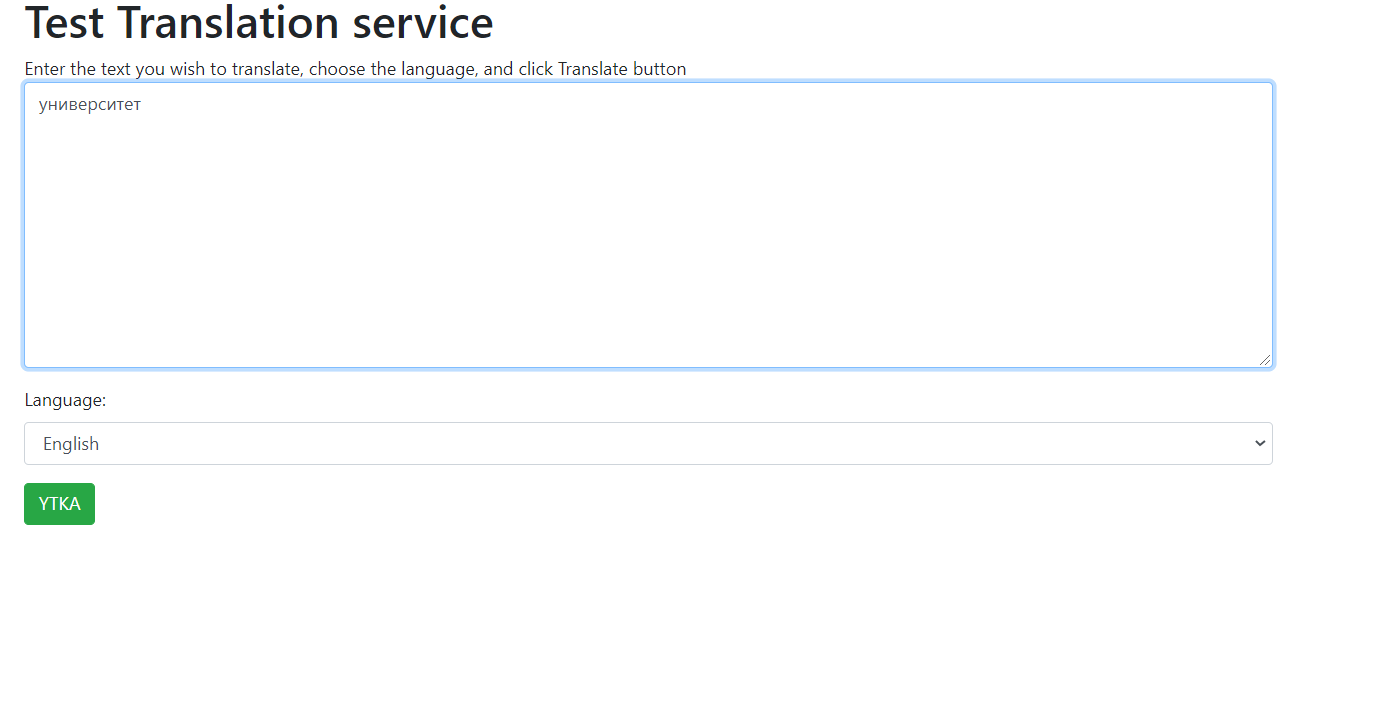 Test Translation service
Enter the text you wish to translate, choose the language, and click Translate button
университет
Language:
English
УТКА